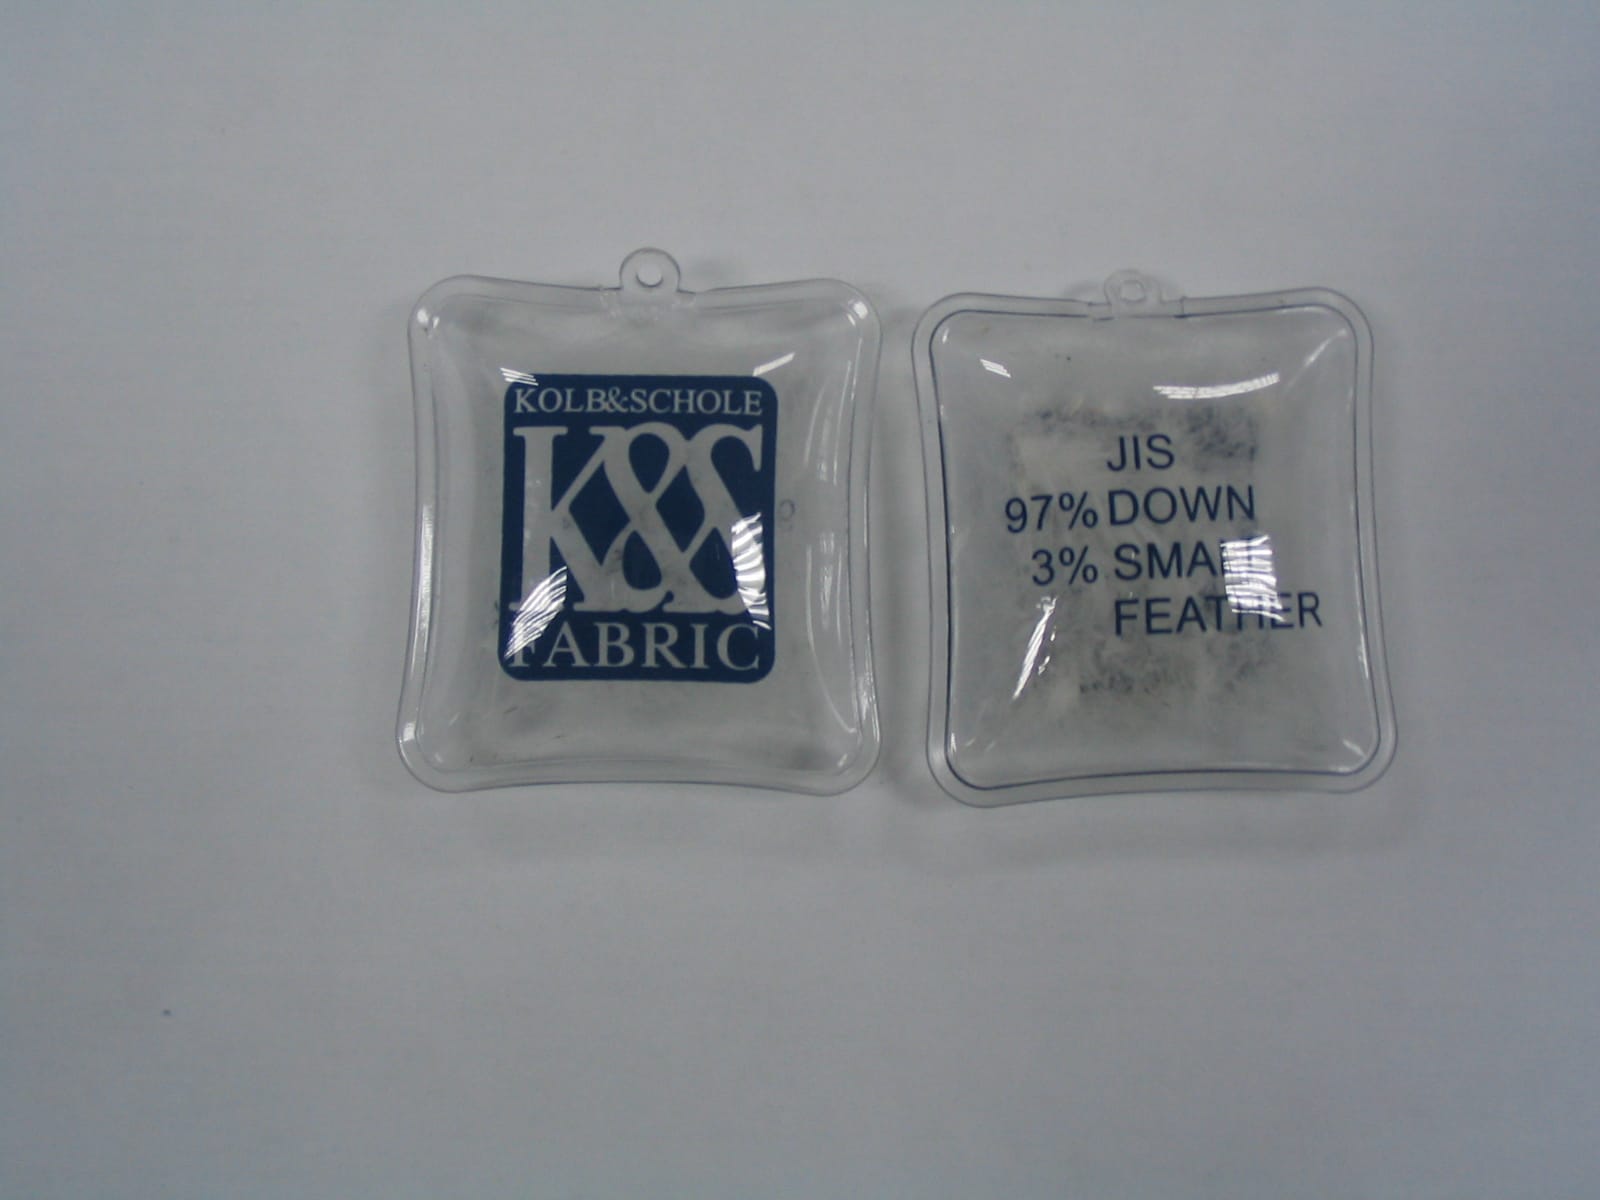 KOLB&SCHOLE
K&S
FABRIC
JIS
97% DOWN
3% SMALL
FEATHER